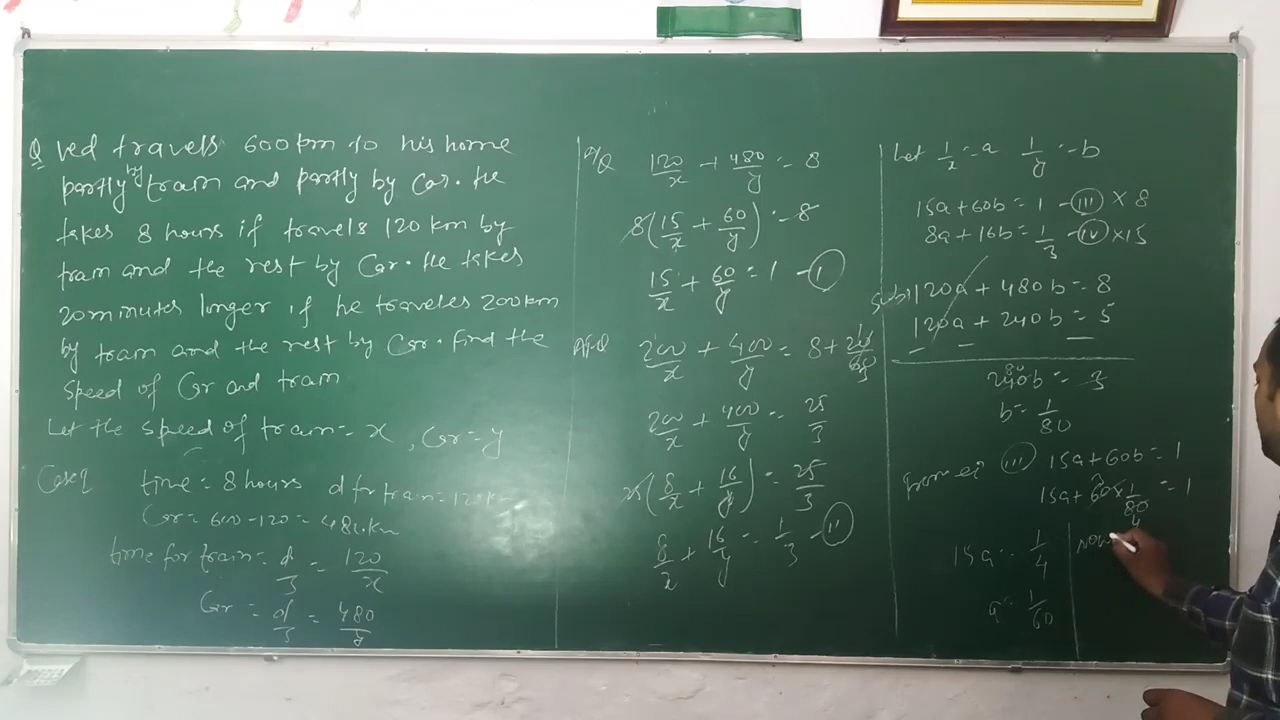 Q ved travels 600km to his home
partly by train and partly by Car. He
takes 8 hours if travels 120 km by
train and the rest by Car. He takes
20 minutes longer if he traveles 200km
by train and the rest by Car. Find the
speed of Car and train
Let the speed of train = x , Car = y
Case I time = 8 hours d for train = 120km
Car = 600 - 120 = 480km
time for train = d/s = 120/x
Car = d/s = 480/y
A/Q 120/x + 480/y = 8
8(15/x + 60/y) = 8
15/x + 60/y = 1 - (I)
A/Q 200/x + 400/y = 8 + 20/60 3
200/x + 400/y = 25/3
25(8/x + 16/y) = 25/3
8/x + 16/y = 1/3 - (II)
Let 1/x = a 1/y = b
15a + 60b = 1 - (III) × 8
8a + 16b = 1/3 - (IV) × 15
Sub, 120a + 480b = 8
120a + 240b = 5
240b = 3
80
b = 1/80
from eq (III) 15a + 60b = 1
15a + 60 × 1/80 = 1
4
15a = 1/4
a = 1/60
now